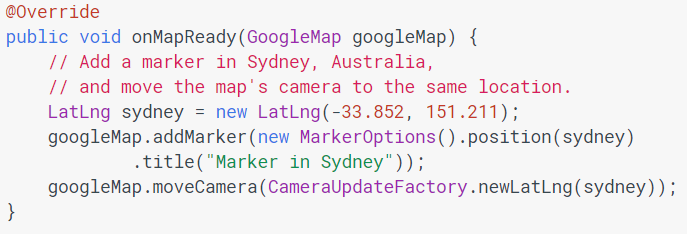 @Override
public void onMapReady(GoogleMap googleMap) {
    // Add a marker in Sydney, Australia,
    // and move the map's camera to the same location.
    LatLng sydney = new LatLng(-33.852, 151.211);
    googleMap.addMarker(new MarkerOptions().position(sydney)
            .title("Marker in Sydney"));
    googleMap.moveCamera(CameraUpdateFactory.newLatLng(sydney));
}